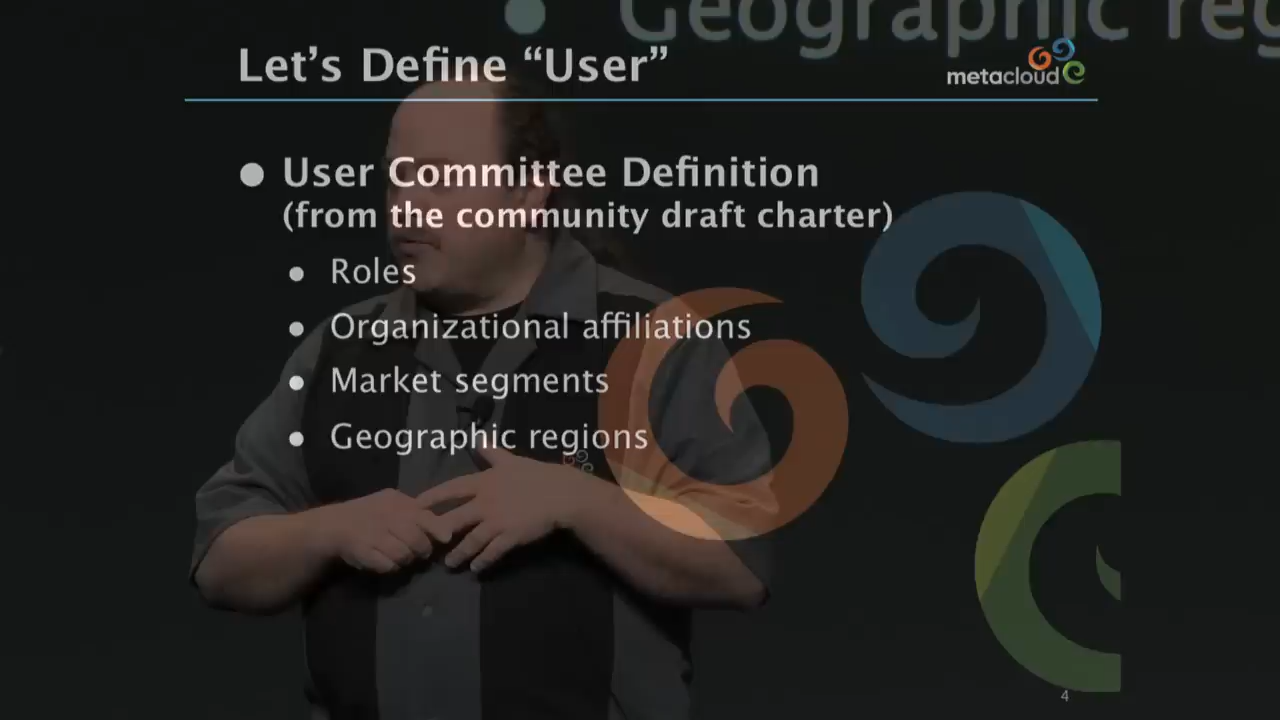 • Geographic reg
Let's Define “User”
metacloud
• User Committee Definition
(from the community draft charter)
• Roles
• Organizational affiliations
• Market segments
• Geographic regions
4